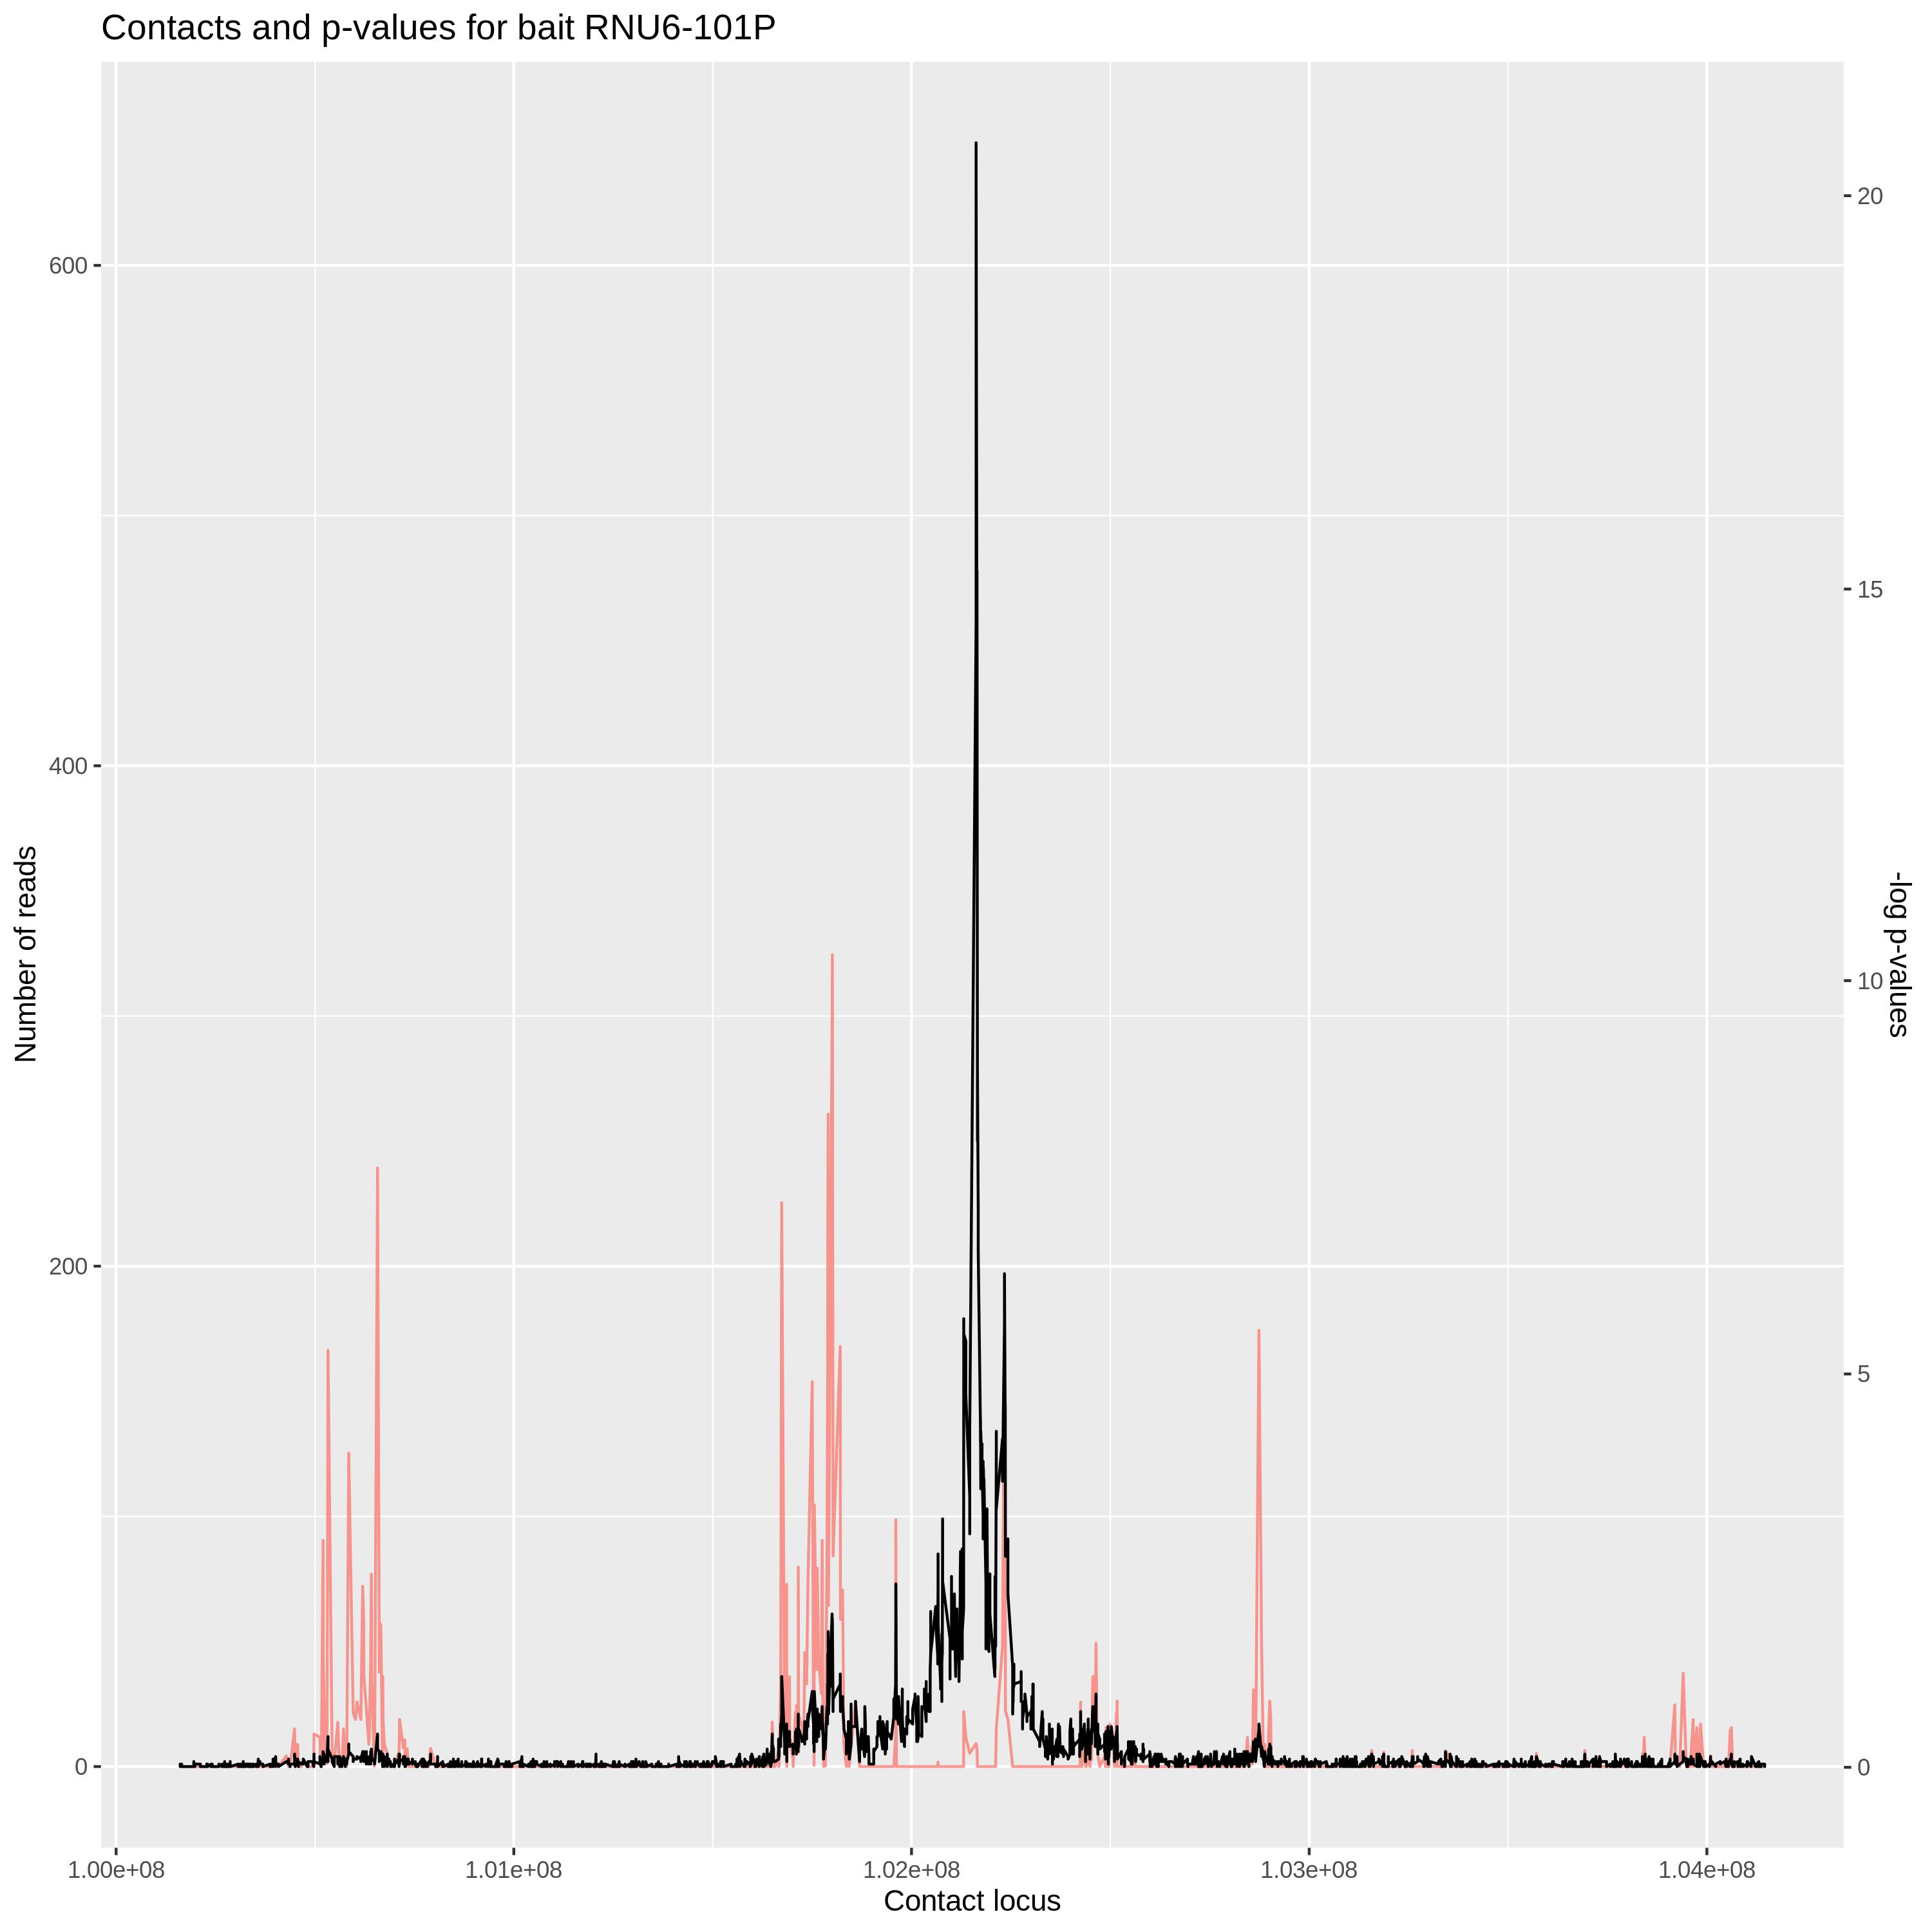 Contacts and p-values for bait RNU6-101P
Number of reads
600
400
200
0
20
15
10
5
0
-log p-values
1.00e+08
1.01e+08
1.02e+08
1.03e+08
1.04e+08
Contact locus